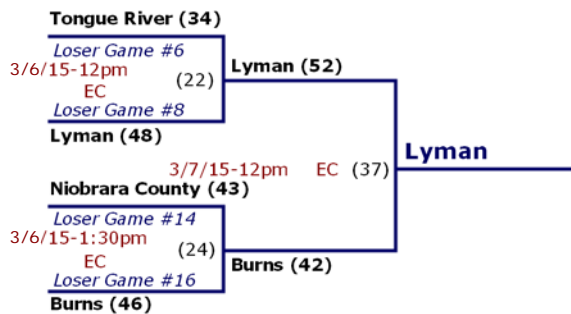 Tongue River (34)
Loser Game #6
3/6/15-12pm
EC
(22)
Lyman (52)
Loser Game #8
Lyman (48)
3/7/15-12pm EC (37)
Lyman
Niobrara County (43)
Loser Game #14
3/6/15-1:30pm
EC
(24)
Burns (42)
Loser Game #16
Burns (46)